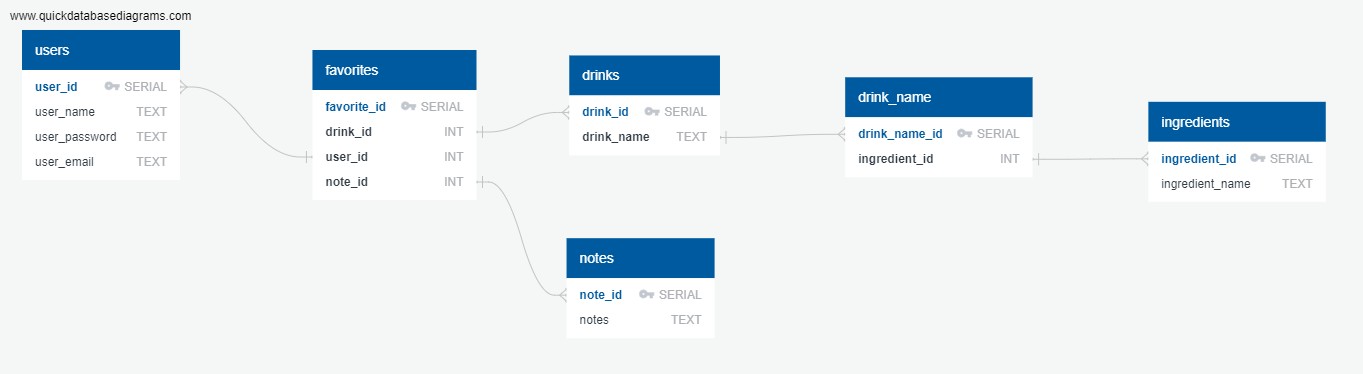 www.quickdatabasediagrams.com
users
user_id SERIAL
user_name TEXT
user_password TEXT
user_email TEXT
favorites
favorite_id SERIAL
drink_id INT
user_id INT
note_id INT
drinks
drink_id SERIAL
drink_name TEXT
notes
note_id SERIAL
notes TEXT
drink_name
drink_name_id SERIAL
ingredient_id INT
ingredients
ingredient_id SERIAL
ingredient_name TEXT